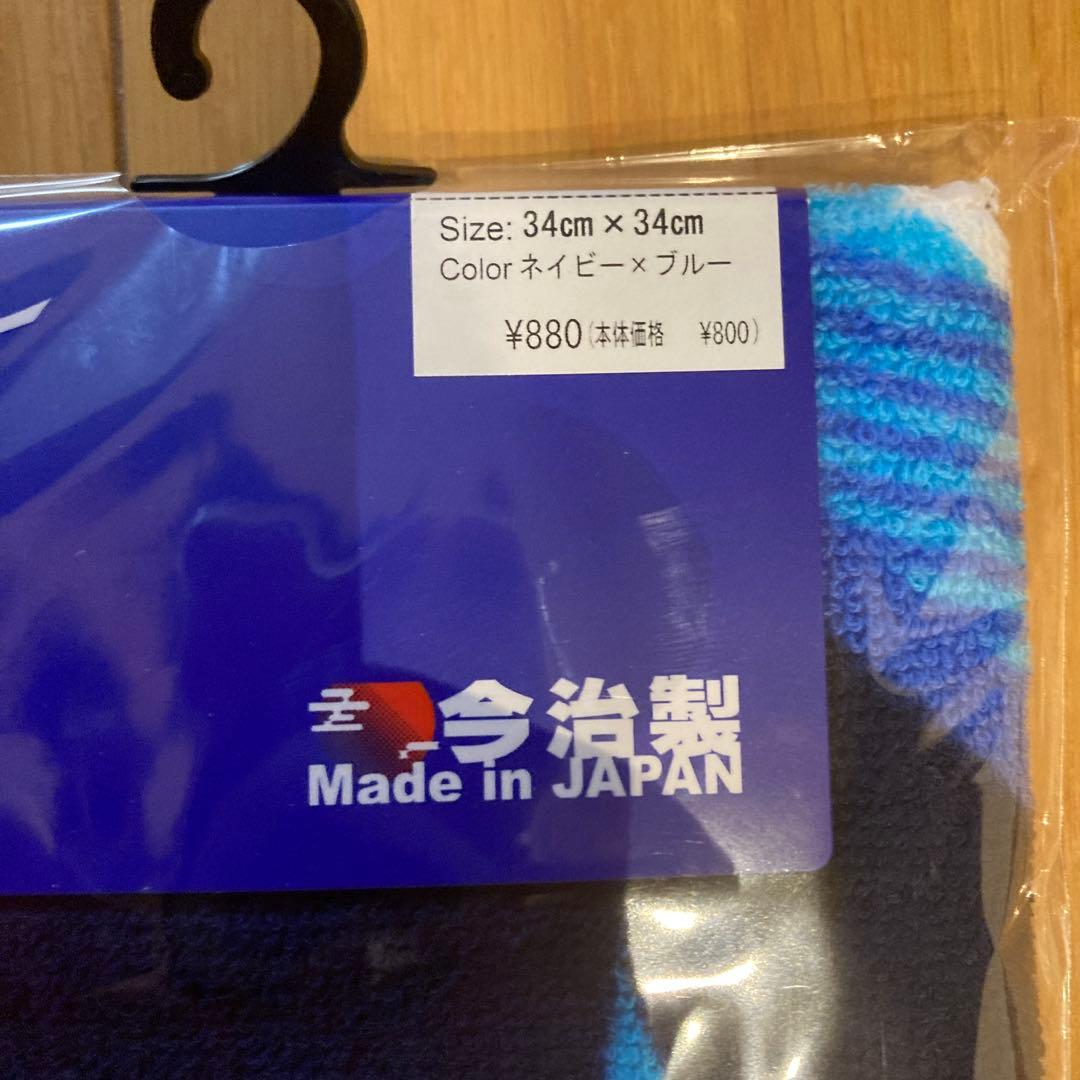 Size: 34cm×34cm
Color ネイビー×ブルー
¥880(本体価格 ¥800)
今治製
Made in JAPAN